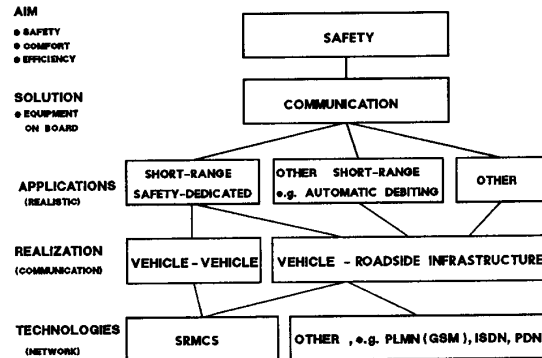 AIM
● SAFETY
● COMFORT
● EFFICIENCY
SAFETY
SOLUTION
● EQUIPMENT
ON BOARD
COMMUNICATION
APPLICATIONS
(REALISTIC)
SHORT-RANGE
SAFETY-DEDICATED
OTHER SHORT-RANGE
e.g. AUTOMATIC DEBITING
OTHER
REALIZATION
(COMMUNICATION)
VEHICLE - VEHICLE
VEHICLE - ROADSIDE INFRASTRUCTURE
TECHNOLOGIES
(NETWORK)
SRMCS
OTHER , e.g. PLMN (GSM), ISDN, PDN